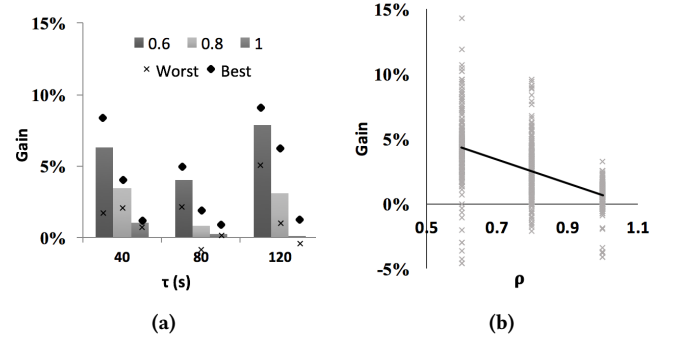 15%
10%
5%
0%
Gain
0.6 0.8 1
× Worst ● Best
40 80 120
τ (s)
(a)
15%
10%
5%
0%
-5%
Gain
0.5 0.7 0.9 1.1
ρ
(b)